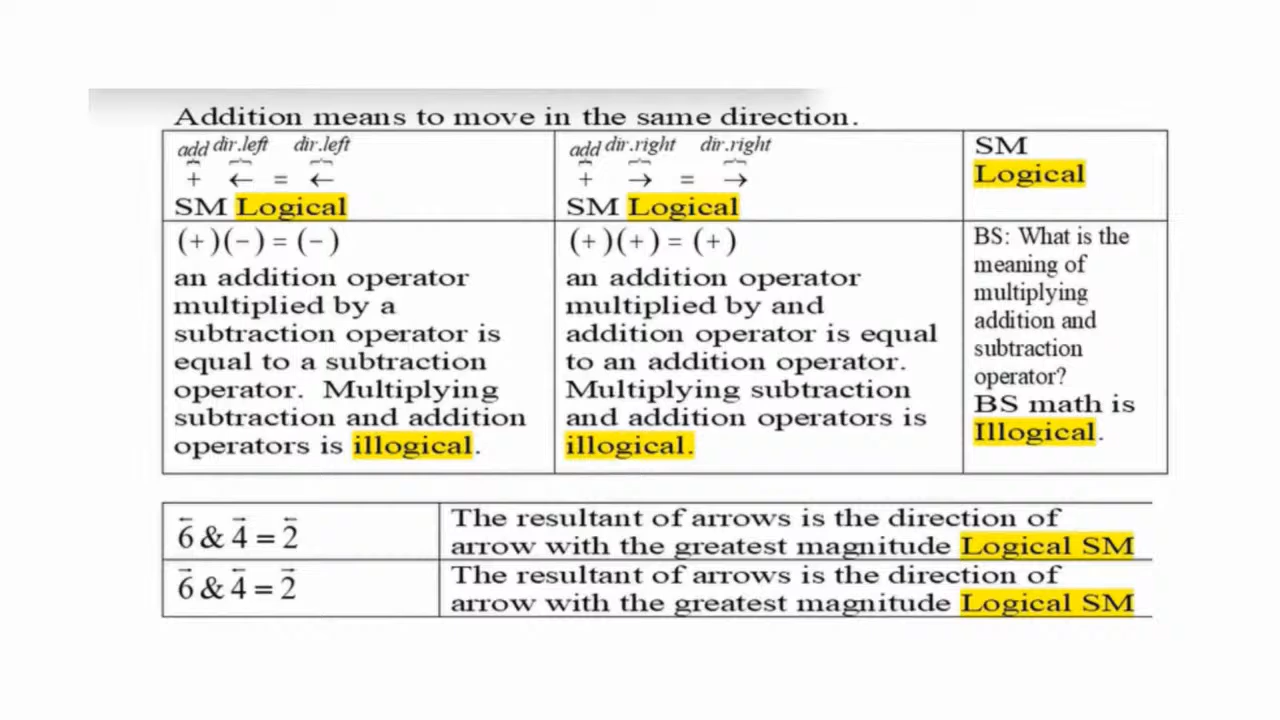 Addition means to move in the same direction.
add dir.left dir.left
+ ← = ←
SM Logical
add dir.right dir.right
+ → = →
SM Logical
SM
Logical
(+)(−) = (−)
an addition operator
multiplied by a
subtraction operator is
equal to a subtraction
operator. Multiplying
subtraction and addition
operators is illogical.
(+)(+) = (+)
an addition operator
multiplied by and
addition operator is equal
to an addition operator.
Multiplying subtraction
and addition operators is
illogical.
BS: What is the
meaning of
multiplying
addition and
subtraction
operator?
BS math is
Illogical.
6⃖ & 4⃗ = 2⃖
The resultant of arrows is the direction of
arrow with the greatest magnitude Logical SM
6⃗ & 4⃖ = 2⃗
The resultant of arrows is the direction of
arrow with the greatest magnitude Logical SM